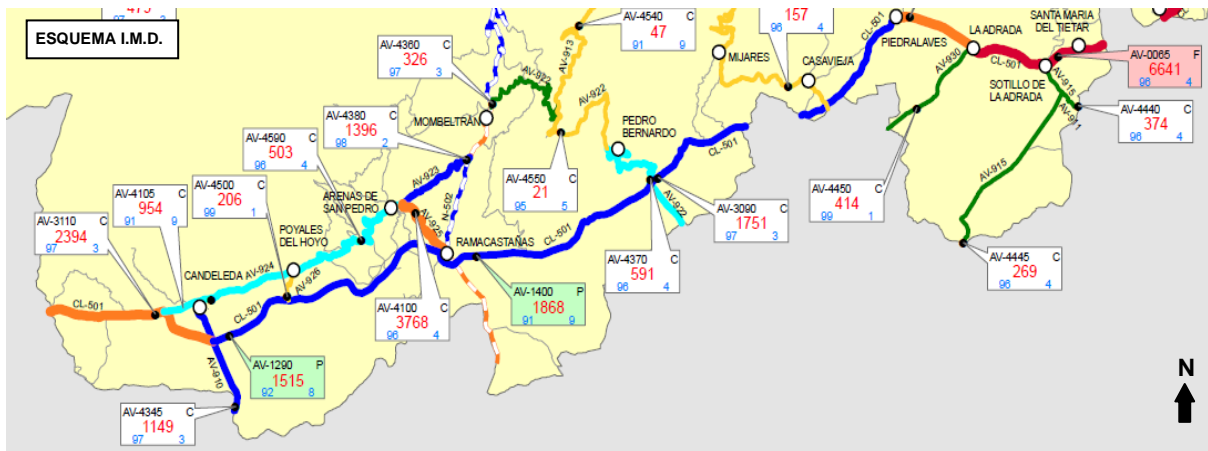 ESQUEMA I.M.D.
479
97 3
AV-4540 C
47
91 9
157
96 4
CL-501
PIEDRALAVES
LA ADRADA
SANTA MARIA
DEL TIETAR
AV-0065 F
6641
96 4
AV-4360 C
326
97 3
AV-922
AV-913
MIJARES
CASAVIEJA
AV-930
CL-501
SOTILLO DE
LA ADRADA
AV-915
AV-911
AV-4440 C
374
96 4
AV-922
MOMBELTRÁN
PEDRO
BERNARDO
AV-4380 C
1396
98 2
AV-4590 C
503
96 4
AV-923
CL-501
AV-915
AV-4500 C
206
99 1
AV-4105 C
954
91 9
ARENAS DE
SAN PEDRO
AV-4550 C
21
95 5
AV-4450 C
414
99 1
AV-3110 C
2394
97 3
POYALES
DEL HOYO
AV-925
N-502
AV-922
AV-3090 C
1751
97 3
RAMACASTAÑAS
CL-501
AV-4370 C
591
96 4
AV-4445 C
269
96 4
CANDELEDA
AV-924
AV-926
CL-501
CL-501
AV-1400 P
1868
91 9
AV-4100 C
3768
96 4
AV-910
AV-1290 P
1515
92 8
AV-4345 C
1149
97 3
N